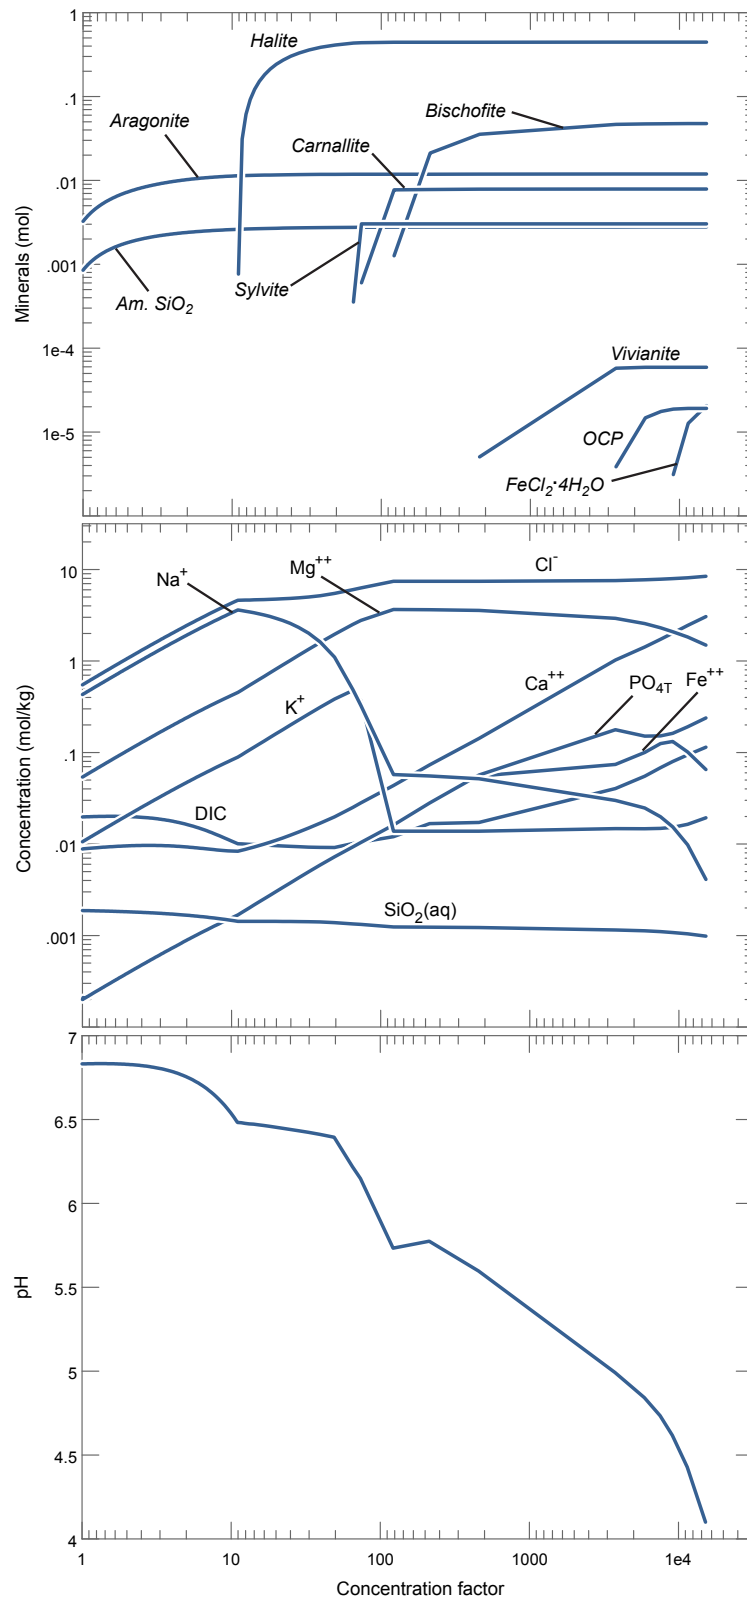 1
Halite
.1
Bischofite
Aragonite
Carnallite
.01
Minerals (mol)
.001
Sylvite
Am. SiO₂
1e-4
Vivianite
1e-5
OCP
FeCl₂·4H₂O
10
Cl⁻
Mg⁺⁺
Na⁺
1
Ca⁺⁺
PO₄T
Fe⁺⁺
K⁺
.1
Concentration (mol/kg)
DIC
.01
SiO₂(aq)
.001
7
6.5
6
pH
5.5
5
4.5
4
1 10 100 1000 1e4
Concentration factor